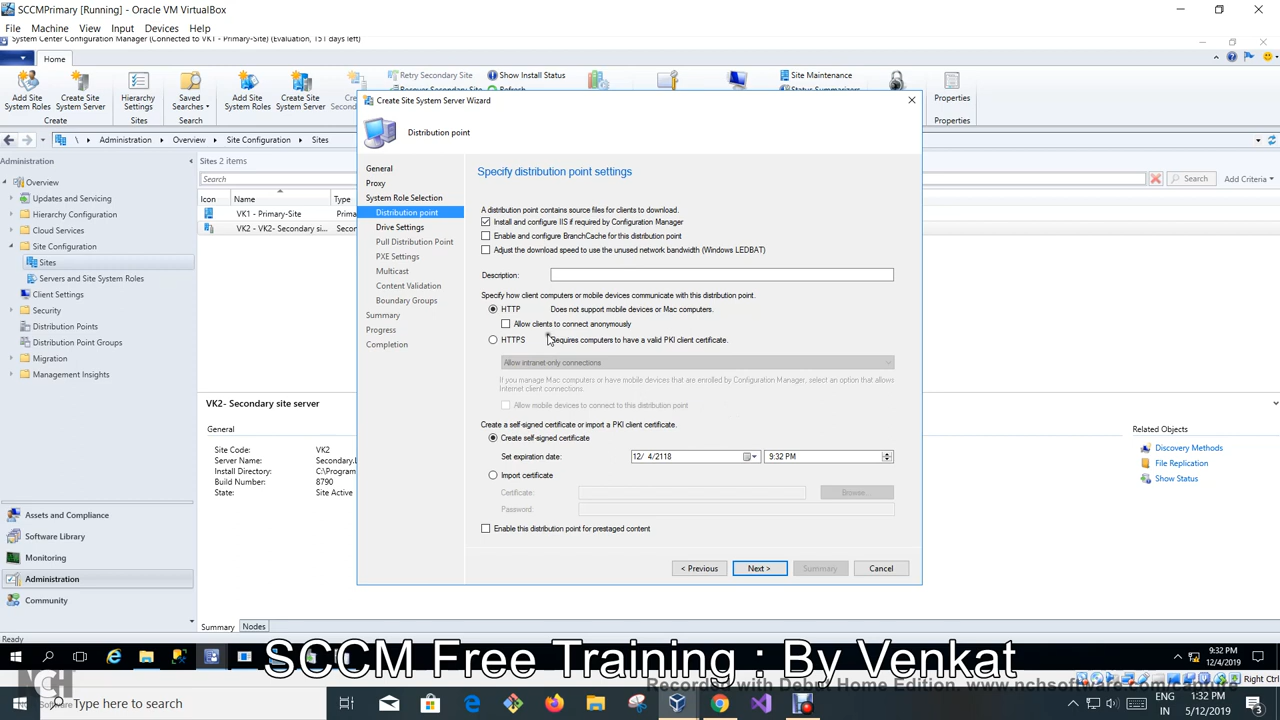 SCCMPrimary [Running] - Oracle VM VirtualBox
File Machine View Input Devices Help
System Center Configuration Manager (Connected to VK1 - Primary-Site) (Evaluation, 151 days left)
Home
Add Site System Roles
Create Site System Server
Hierarchy Settings
Saved Searches
Add Site System Roles
Create Site System Server
Retry Secondary Site
Show Install Status
Refresh
Site Maintenance
Status Summarizers
Properties
Create Sites Search Properties
\ Administration Overview Site Configuration Sites
Administration
Overview
Updates and Servicing
Hierarchy Configuration
Cloud Services
Site Configuration
Sites
Servers and Site System Roles
Client Settings
Security
Distribution Points
Distribution Point Groups
Migration
Management Insights
Assets and Compliance
Software Library
Monitoring
Administration
Community
Sites 2 items
Search
Search
Add Criteria
Icon Name Type
VK1 - Primary-Site Prima
VK2 - VK2- Secondary si... Secon
VK2- Secondary site server
General
Site Code: VK2
Server Name:
Install Directory: C:\Program
Build Number: 8790
State: Site Active
Related Objects
Discovery Methods
File Replication
Show Status
Summary Nodes
Ready
Create Site System Server Wizard
Distribution point
General
Proxy
System Role Selection
Distribution point
Drive Settings
Pull Distribution Point
PXE Settings
Multicast
Content Validation
Boundary Groups
Summary
Progress
Completion
Specify distribution point settings
A distribution point contains source files for clients to download.
Install and configure IIS if required by Configuration Manager
Enable and configure BranchCache for this distribution point
Adjust the download speed to use the unused network bandwidth (Windows LEDBAT)
Description:
Specify how client computers or mobile devices communicate with this distribution point.
HTTP Does not support mobile devices or Mac computers.
Allow clients to connect anonymously
HTTPS Requires computers to have a valid PKI client certificate.
Allow intranet-only connections
If you manage Mac computers or have mobile devices that are enrolled by Configuration Manager, select an option that allows
Internet client connections.
Allow mobile devices to connect to this distribution point
Create a self-signed certificate or import a PKI client certificate.
Create self-signed certificate
Set expiration date: 12/ 4/2118 9:32 PM
Import certificate
Certificate: Browse...
Password:
Enable this distribution point for prestaged content
< Previous Next > Summary Cancel
9:32 PM
12/4/2019
SCCM Free Training : By Venkat
Right Ctrl
NCH
Type here to search
ENG
IN
1:32 PM
5/12/2019